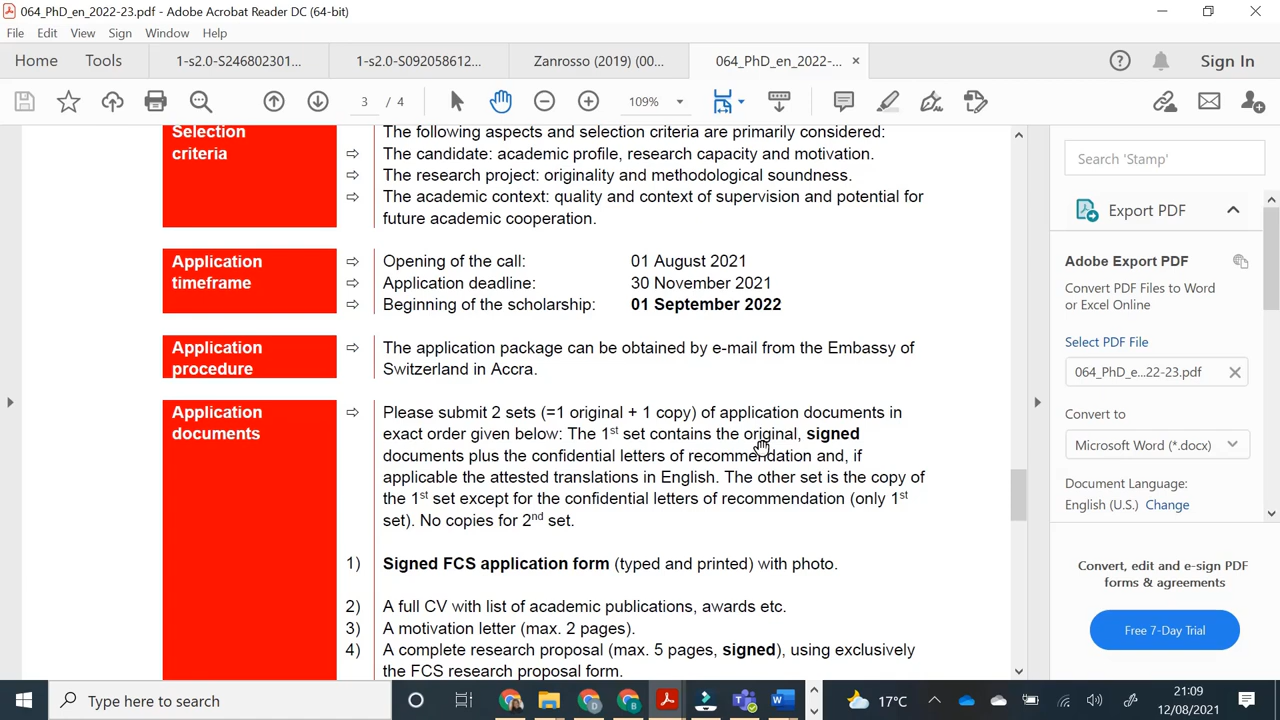 064_PhD_en_2022-23.pdf - Adobe Acrobat Reader DC (64-bit)
File Edit View Sign Window Help
Home Tools 1-s2.0-S246802301... 1-s2.0-S092058612... Zanrosso (2019) (00... 064_PhD_en_2022-... × Sign In
3 / 4 109%
Search 'Stamp'
Selection criteria
The following aspects and selection criteria are primarily considered:
⇨ The candidate: academic profile, research capacity and motivation.
⇨ The research project: originality and methodological soundness.
⇨ The academic context: quality and context of supervision and potential for
future academic cooperation.
Application timeframe
⇨ Opening of the call: 01 August 2021
⇨ Application deadline: 30 November 2021
⇨ Beginning of the scholarship: 01 September 2022
Application procedure
⇨ The application package can be obtained by e-mail from the Embassy of
Switzerland in Accra.
Application documents
⇨ Please submit 2 sets (=1 original + 1 copy) of application documents in
exact order given below: The 1st set contains the original, signed
documents plus the confidential letters of recommendation and, if
applicable the attested translations in English. The other set is the copy of
the 1st set except for the confidential letters of recommendation (only 1st
set). No copies for 2nd set.
1) Signed FCS application form (typed and printed) with photo.
2) A full CV with list of academic publications, awards etc.
3) A motivation letter (max. 2 pages).
4) A complete research proposal (max. 5 pages, signed), using exclusively
the FCS research proposal form.
Export PDF
Adobe Export PDF
Convert PDF Files to Word
or Excel Online
Select PDF File
064_PhD_e...22-23.pdf
Convert to
Microsoft Word (*.docx)
Document Language:
English (U.S.) Change
Convert, edit and e-sign PDF
forms & agreements
Free 7-Day Trial
Type here to search
17°C
21:09
12/08/2021